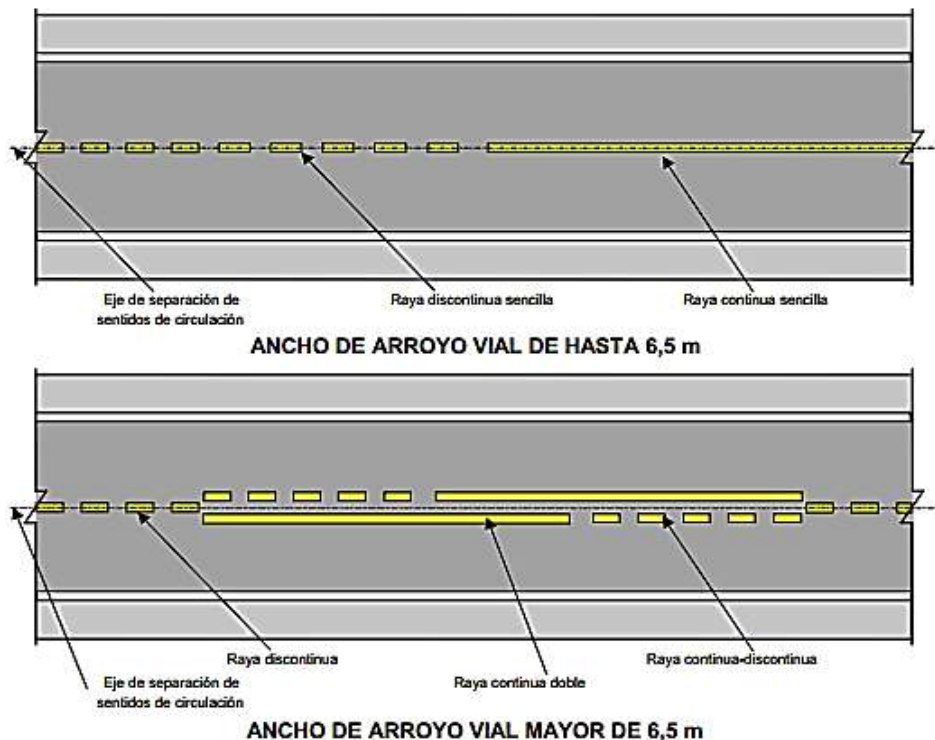 Eje de separación de
sentidos de circulación
Raya discontinua sencilla
Raya continua sencilla
ANCHO DE ARROYO VIAL DE HASTA 6,5 m
Raya discontinua
Raya continua doble
Raya continua-discontinua
Eje de separación de
sentidos de circulación
ANCHO DE ARROYO VIAL MAYOR DE 6,5 m